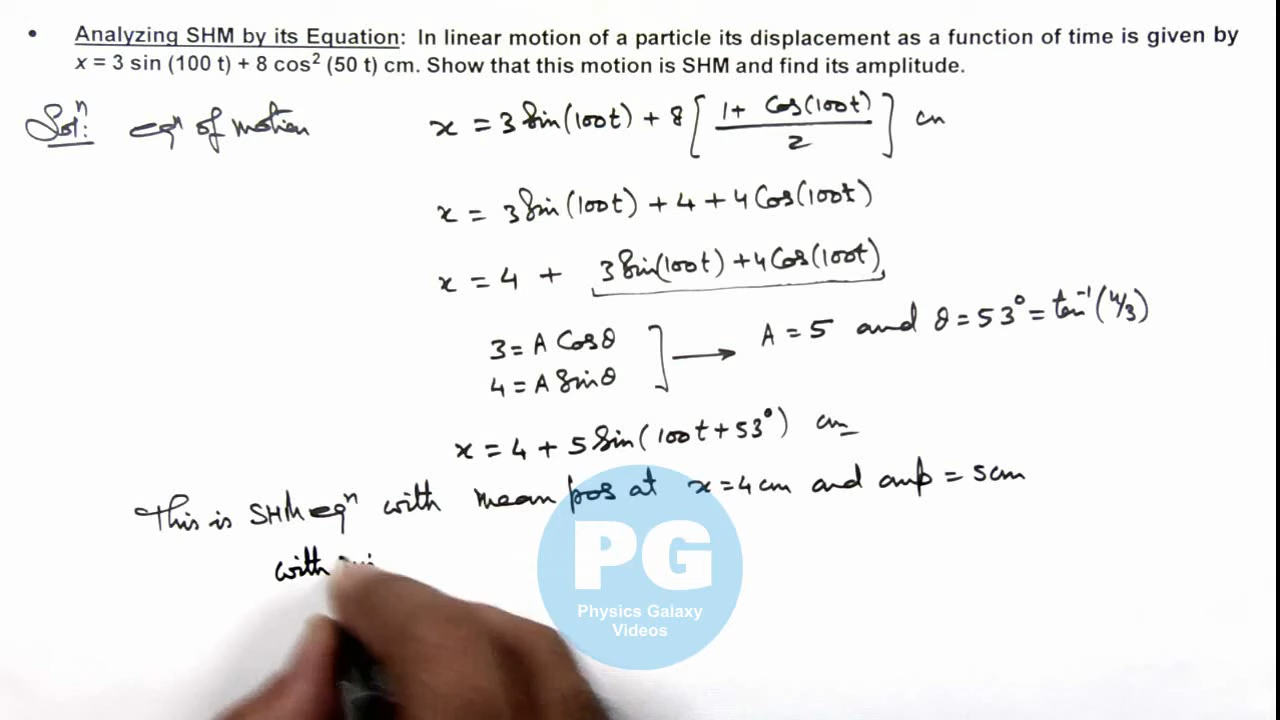 • Analyzing SHM by its Equation: In linear motion of a particle its displacement as a function of time is given by
x = 3 sin (100 t) + 8 cos² (50 t) cm. Show that this motion is SHM and find its amplitude.
Solⁿ: eqⁿ of motion x = 3 Sin(100t) + 8 [ (1 + Cos(100t))/2 ] cm
x = 3 Sin(100t) + 4 + 4 Cos(100t)
x = 4 + 3 Sin(100t) + 4 Cos(100t)
3 = A Cosθ
4 = A Sinθ
] → A = 5 and θ = 53° = tan⁻¹(4/3)
x = 4 + 5 Sin(100t + 53°) cm
This is SHM eqⁿ with mean pos at x = 4 cm and amp = 5 cm
with
PG
Physics Galaxy
Videos